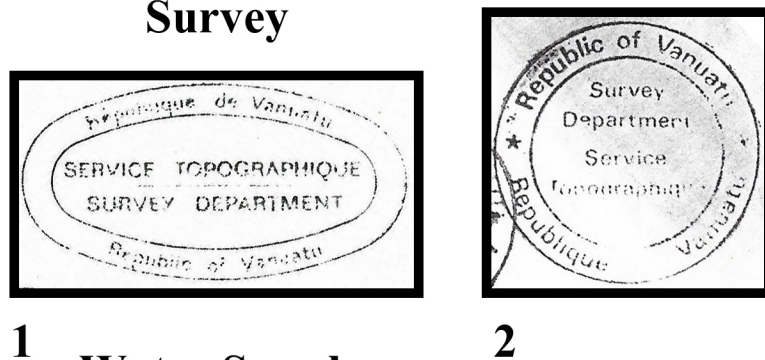 Survey
République de Vanuatu
SERVICE TOPOGRAPHIQUE
SURVEY DEPARTMENT
Republic of Vanuatu
Republic of Vanuatu
Survey
Department
Service
Topographique
Republique Vanuatu
1
2